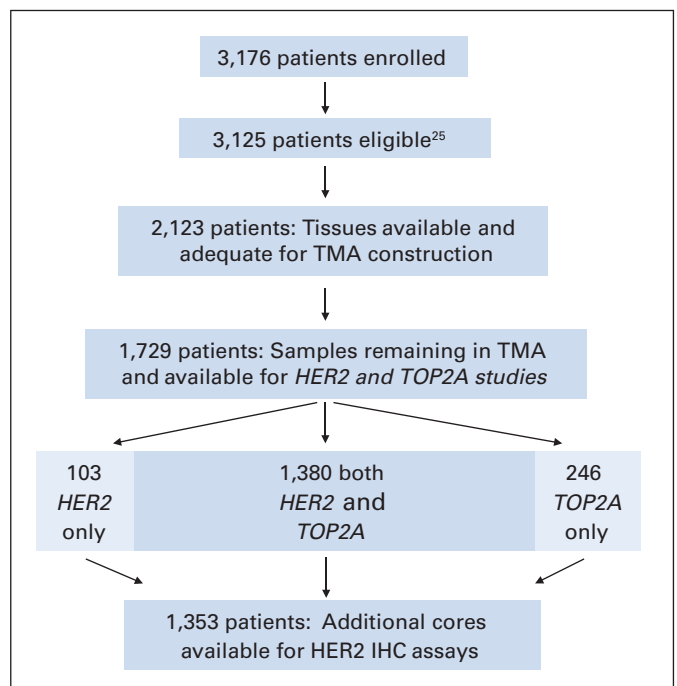 3,176 patients enrolled
3,125 patients eligible25
2,123 patients: Tissues available and
adequate for TMA construction
1,729 patients: Samples remaining in TMA
and available for HER2 and TOP2A studies
103
HER2
only
1,380 both
HER2 and
TOP2A
246
TOP2A
only
1,353 patients: Additional cores
available for HER2 IHC assays